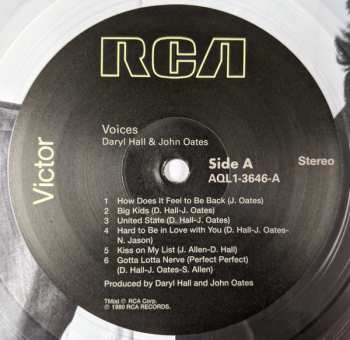 RCA
Victor
Voices
Daryl Hall & John Oates
Side A
Stereo
AQL1-3646-A
1 How Does It Feel to Be Back (J. Oates)
2 Big Kids (D. Hall-J. Oates)
3 United State (D. Hall-J. Oates)
4 Hard to Be in Love with You (D. Hall-J. Oates-
N. Jason)
5 Kiss on My List (J. Allen-D. Hall)
6 Gotta Lotta Nerve (Perfect Perfect)
(D. Hall-J. Oates-S. Allen)
Produced by Daryl Hall and John Oates
TMk(s) ® RCA Corp.
℗ 1980 RCA RECORDS.